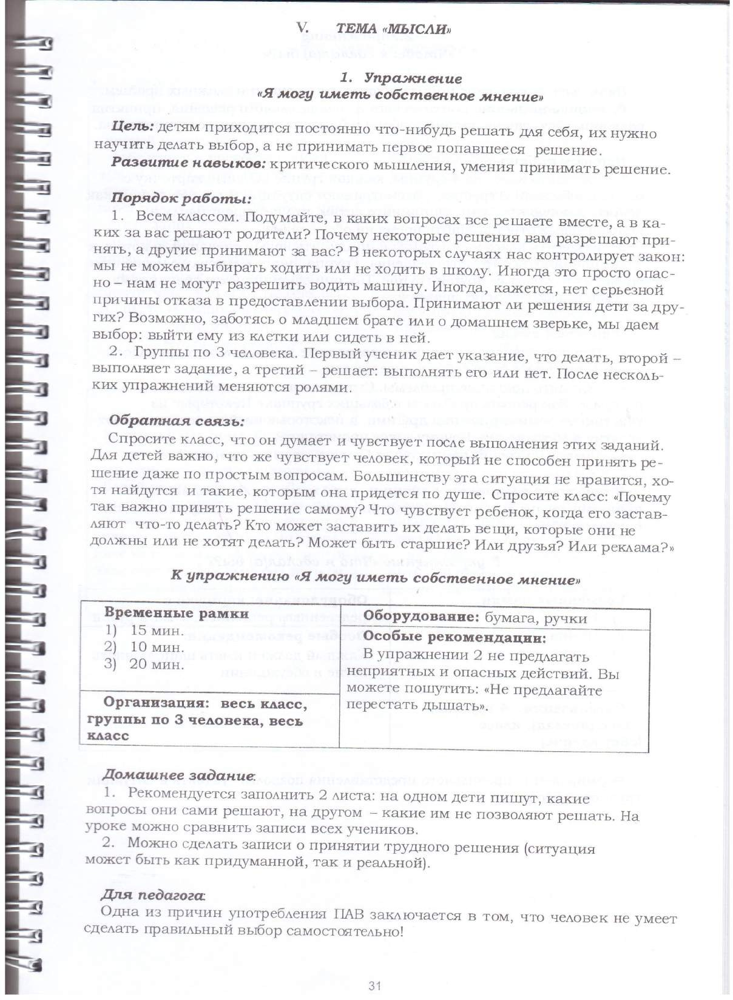 V. ТЕМА «МЫСЛИ»
1. Упражнение
«Я могу иметь собственное мнение»
Цель: детям приходится постоянно что-нибудь решать для себя, их нужно
научить делать выбор, а не принимать первое попавшееся решение.
Развитие навыков: критического мышления, умения принимать решение.
Порядок работы:
1. Всем классом. Подумайте, в каких вопросах все решаете вместе, а в ка-
ких за вас решают родители? Почему некоторые решения вам разрешают при-
нять, а другие принимают за вас? В некоторых случаях нас контролирует закон:
мы не можем выбирать ходить или не ходить в школу. Иногда это просто опас-
но – нам не могут разрешить водить машину. Иногда, кажется, нет серьезной
причины отказа в предоставлении выбора. Принимают ли решения дети за дру-
гих? Возможно, заботясь о младшем брате или о домашнем зверьке, мы даем
выбор: выйти ему из клетки или сидеть в ней.
2. Группы по 3 человека. Первый ученик дает указание, что делать, второй –
выполняет задание, а третий – решает: выполнять его или нет. После несколь-
ких упражнений меняются ролями.
Обратная связь:
Спросите класс, что он думает и чувствует после выполнения этих заданий.
Для детей важно, что же чувствует человек, который не способен принять ре-
шение даже по простым вопросам. Большинству эта ситуация не нравится, хо-
тя найдутся и такие, которым она придется по душе. Спросите класс: «Почему
так важно принять решение самому? Что чувствует ребенок, когда его застав-
ляют что-то делать? Кто может заставить их делать вещи, которые они не
должны или не хотят делать? Может быть старшие? Или друзья? Или реклама?»
К упражнению «Я могу иметь собственное мнение»
Временные рамки
1) 15 мин.
2) 10 мин.
3) 20 мин.
Организация: весь класс,
группы по 3 человека, весь
класс
Оборудование: бумага, ручки
Особые рекомендации:
В упражнении 2 не предлагать
неприятных и опасных действий. Вы
можете пошутить: «Не предлагайте
перестать дышать».
Домашнее задание:
1. Рекомендуется заполнить 2 листа: на одном дети пишут, какие
вопросы они сами решают, на другом – какие им не позволяют решать. На
уроке можно сравнить записи всех учеников.
2. Можно сделать записи о принятии трудного решения (ситуация
может быть как придуманной, так и реальной).
Для педагога:
Одна из причин употребления ПАВ заключается в том, что человек не умеет
сделать правильный выбор самостоятельно!
31